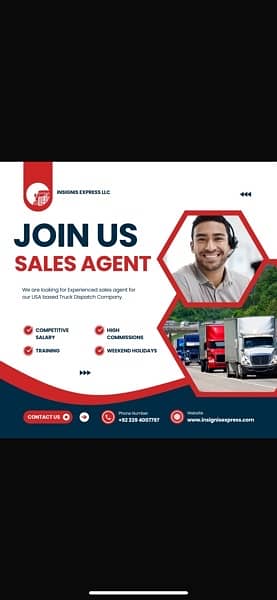 INSIGNIS EXPRESS LLC
JOIN US
SALES AGENT
We are looking for Experienced sales agent for
our USA based Truck Dispatch Company.
COMPETITIVE
SALARY
HIGH
COMMISSIONS
TRAINING
WEEKEND HOLIDAYS
CONTACT US
Phone Number
+92 329 4007797
Website
www.insignisexpress.com